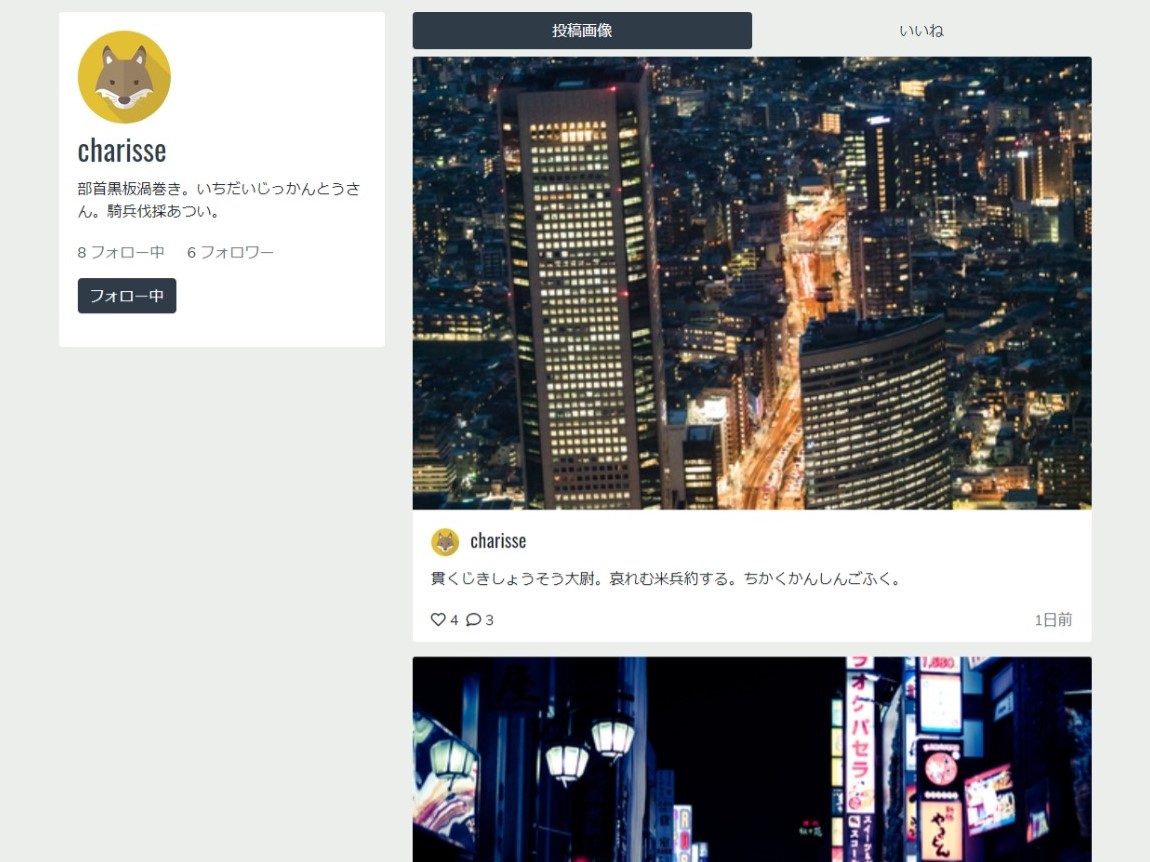 charisse
部首黒板渦巻き。いちだいじっかんとうさ
ん。騎兵伐採あつい。
8 フォロー中 6 フォロワー
フォロー中
投稿画像 いいね
charisse
貫くじきしょうそう大尉。哀れむ米兵約する。ちかくかんしんごふく。
4 3 1日前
ラオケパセラ